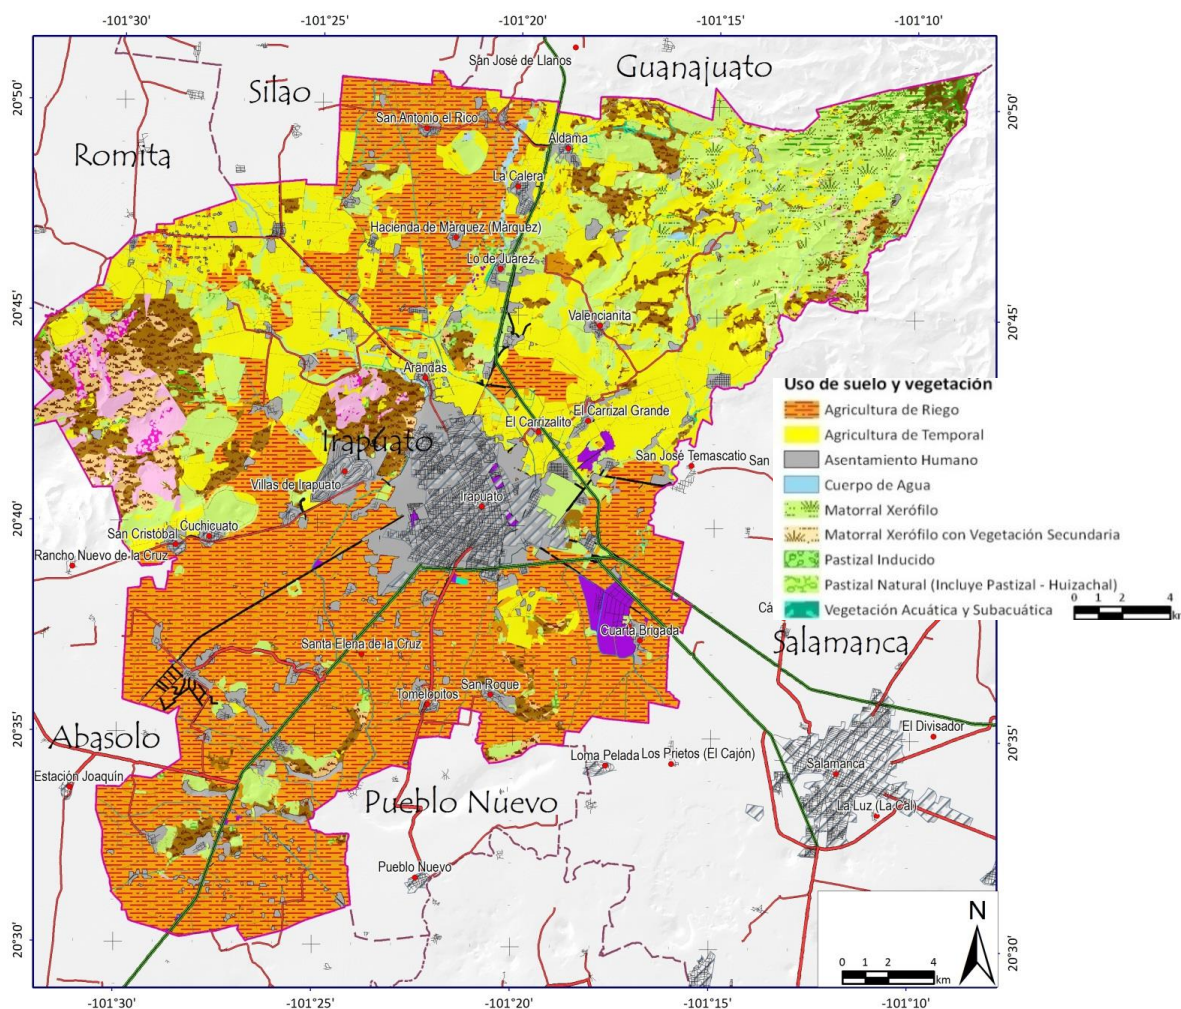 -101°30'
-101°25'
-101°20'
-101°15'
-101°10'
San José de Llanos
Guanajuato
Silao
20°50'
20°50'
San Antonio el Rico
Aldama
Romita
La Calera
Hacienda de Márquez (Márquez)
Lo de Juárez
20°45'
20°45'
Valencianita
Arandas
Uso de suelo y vegetación
Agricultura de Riego
Agricultura de Temporal
Asentamiento Humano
Cuerpo de Agua
Matorral Xerófilo
Matorral Xerófilo con Vegetación Secundaria
Pastizal Inducido
Pastizal Natural (Incluye Pastizal - Huizachal)
Vegetación Acuática y Subacuática
0 1 2 4
km
El Carrizal Grande
El Carrizalito
Irapuato
San José Temascatio
San
Villas de Irapuato
Irapuato
20°40'
San Cristóbal
Cuchicuato
Rancho Nuevo de la Cruz
Cá
Cuarta Brigada
Salamanca
Santa Elena de la Cruz
San Roque
Tomelopitos
20°35'
20°35'
Abasolo
El Divisador
Loma Pelada
Los Prietos (El Cajón)
Salamanca
Estación Joaquín
Pueblo Nuevo
La Luz (La Cal)
Pueblo Nuevo
N
20°30'
20°30'
0 1 2 4
km
-101°30'
-101°25'
-101°20'
-101°15'
-101°10'